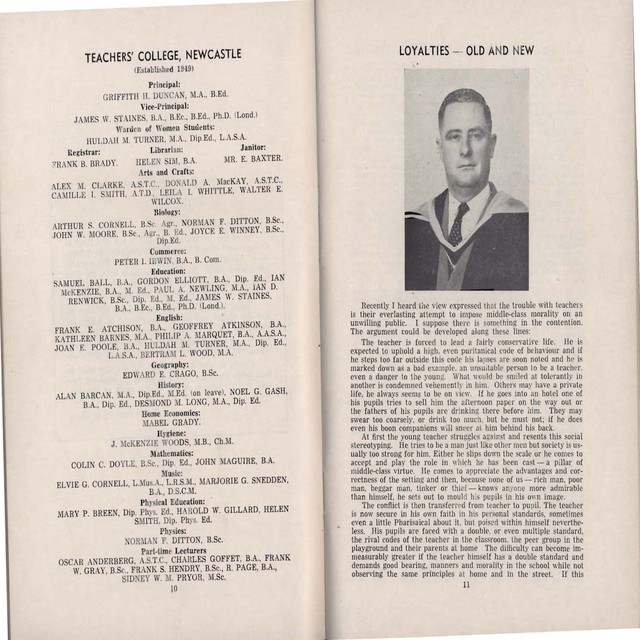 TEACHERS' COLLEGE, NEWCASTLE
(Established 1949)
Principal:
GRIFFITH H. DUNCAN, M.A., B.Ed.
Vice-Principal:
JAMES W. STAINES, B.A., B.Ec., B.Ed., Ph.D. (Lond.)
Warden of Women Students:
HULDAH M. TURNER, M.A., Dip.Ed., L.A.S.A.
Registrar: Librarian: Janitor:
FRANK B. BRADY. HELEN SIM, B.A. MR. E. BAXTER.
Arts and Crafts:
ALEX M. CLARKE, A.S.T.C., DONALD A. MacKAY, A.S.T.C.,
CAMILLE I. SMITH, A.T.D., LEILA I. WHITTLE, WALTER E.
WILCOX.
Biology:
ARTHUR S. CORNELL, B.Sc. Agr., NORMAN F. DITTON, B.Sc.,
JOHN W. MOORE, B.Sc., Agr., B. Ed., JOYCE E. WINNEY, B.Sc.,
Dip.Ed.
Commerce:
PETER I. IRWIN, B.A., B. Com.
Education:
SAMUEL BALL, B.A., GORDON ELLIOTT, B.A., Dip. Ed., IAN
McKENZIE, B.A., M. Ed., PAUL A. NEWLING, M.A., IAN D.
RENWICK, B.Sc., Dip. Ed., M. Ed., JAMES W. STAINES,
B.A., B.Ec., B.Ed., Ph.D. (Lond.).
English:
FRANK E. ATCHISON, B.A., GEOFFREY ATKINSON, B.A.,
KATHLEEN BARNES, M.A., PHILIP A. MARQUET, B.A., A.A.S.A.,
JOAN E. POOLE, B.A., HULDAH M. TURNER, M.A., Dip. Ed.,
L.A.S.A., BERTRAM L. WOOD, M.A.
Geography:
EDWARD E. CRAGO, B.Sc.
History:
ALAN BARCAN, M.A., Dip.Ed., M.Ed. (on leave), NOEL G. GASH,
B.A., Dip. Ed., DESMOND M. LONG, M.A., Dip. Ed.
Home Economics:
MABEL GRADY.
Hygiene:
J. McKENZIE WOODS, M.B., Ch.M.
Mathematics:
COLIN C. DOYLE, B.Sc., Dip. Ed., JOHN MAGUIRE, B.A.
Music:
ELVIE G. CORNELL, L.Mus.A., L.R.S.M., MARJORIE G. SNEDDEN,
B.A., D.S.C.M.
Physical Education:
MARY P. BREEN, Dip. Phys. Ed., HAROLD W. GILLARD, HELEN
SMITH, Dip. Phys. Ed.
Physics:
NORMAN F. DITTON, B.Sc.
Part-time Lecturers
OSCAR ANDERBERG, A.S.T.C., CHARLES GOFFET, B.A., FRANK
W. GRAY, B.Sc., FRANK S. HENDRY, B.Sc., R. PAGE, B.A.,
SIDNEY W. M. PRYOR, M.Sc.
10
LOYALTIES — OLD AND NEW
Recently I heard the view expressed that the trouble with teachers
is their everlasting attempt to impose middle-class morality on an
unwilling public. I suppose there is something in the contention.
The argument could be developed along these lines:
The teacher is forced to lead a fairly conservative life. He is
expected to uphold a high, even puritanical code of behaviour and if
he steps too far outside this code his lapses are soon noted and he is
marked down as a bad example, an unsuitable person to be a teacher,
even a danger to the young. What would be smiled at tolerantly in
another is condemned vehemently in him. Others may have a private
life, he always seems to be on view. If he goes into an hotel one of
his pupils tries to sell him the afternoon paper on the way out or
the fathers of his pupils are drinking there before him. They may
swear too coarsely, or drink too much, but he must not; if he does
even his boon companions will sneer at him behind his back.
At first the young teacher struggles against and resents this social
stereotyping. He tries to be a man just like other men but society is us-
ually too strong for him. Either he slips down the scale or he comes to
accept and play the role in which he has been cast — a pillar of
middle-class virtue. He comes to appreciate the advantages and cor-
rectness of the setting and then, because none of us — rich man, poor
man, beggar man, tinker or thief — knows anyone more admirable
than himself, he sets out to mould his pupils in his own image.
The conflict is then transferred from teacher to pupil. The teacher
is now secure in his own faith in his personal standards, sometimes
even a little Pharisaical about it, but poised within himself neverthe-
less. His pupils are faced with a double, or even multiple standard,
the rival codes of the teacher in the classroom, the peer group in the
playground and their parents at home The difficulty can become im-
measurably greater if the teacher himself has a double standard and
demands good bearing, manners and morality in the school while not
observing the same principles at home and in the street. If this
11